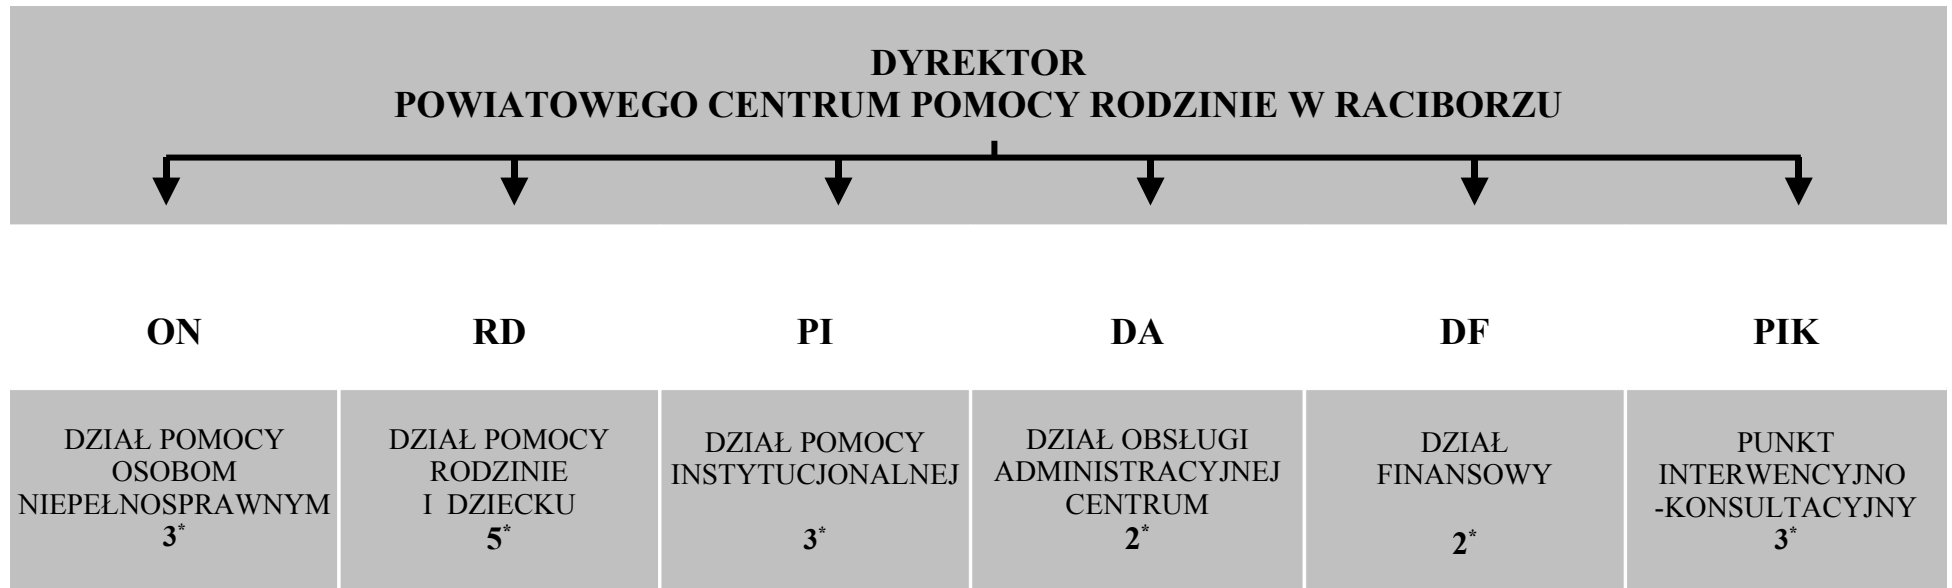 DYREKTOR
POWIATOWEGO CENTRUM POMOCY RODZINIE W RACIBORZU
ON
RD
PI
DA
DF
PIK
DZIAŁ POMOCY
OSOBOM
NIEPEŁNOSPRAWNYM
3*
DZIAŁ POMOCY
RODZINIE
I DZIECKU
5*
DZIAŁ POMOCY
INSTYTUCJONALNEJ
3*
DZIAŁ OBSŁUGI
ADMINISTRACYJNEJ
CENTRUM
2*
DZIAŁ
FINANSOWY
2*
PUNKT
INTERWENCYJNO
-KONSULTACYJNY
3*